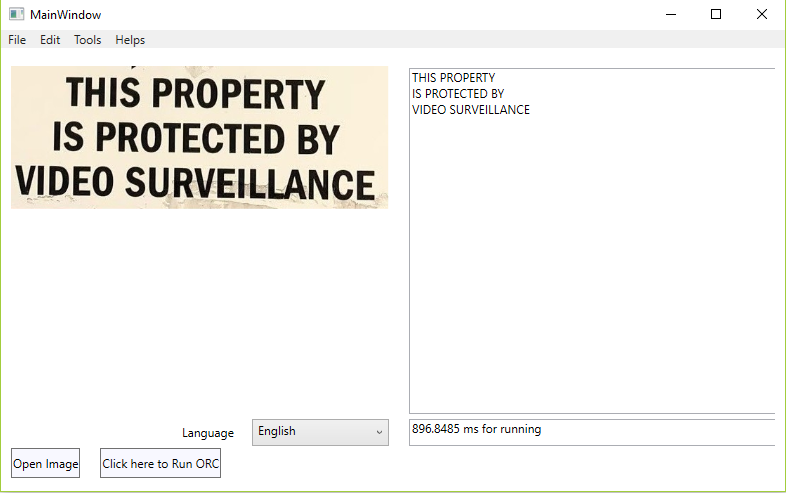 MainWindow
File Edit Tools Helps
THIS PROPERTY
IS PROTECTED BY
VIDEO SURVEILLANCE
THIS PROPERTY
IS PROTECTED BY
VIDEO SURVEILLANCE
Language English
896.8485 ms for running
Open Image Click here to Run ORC